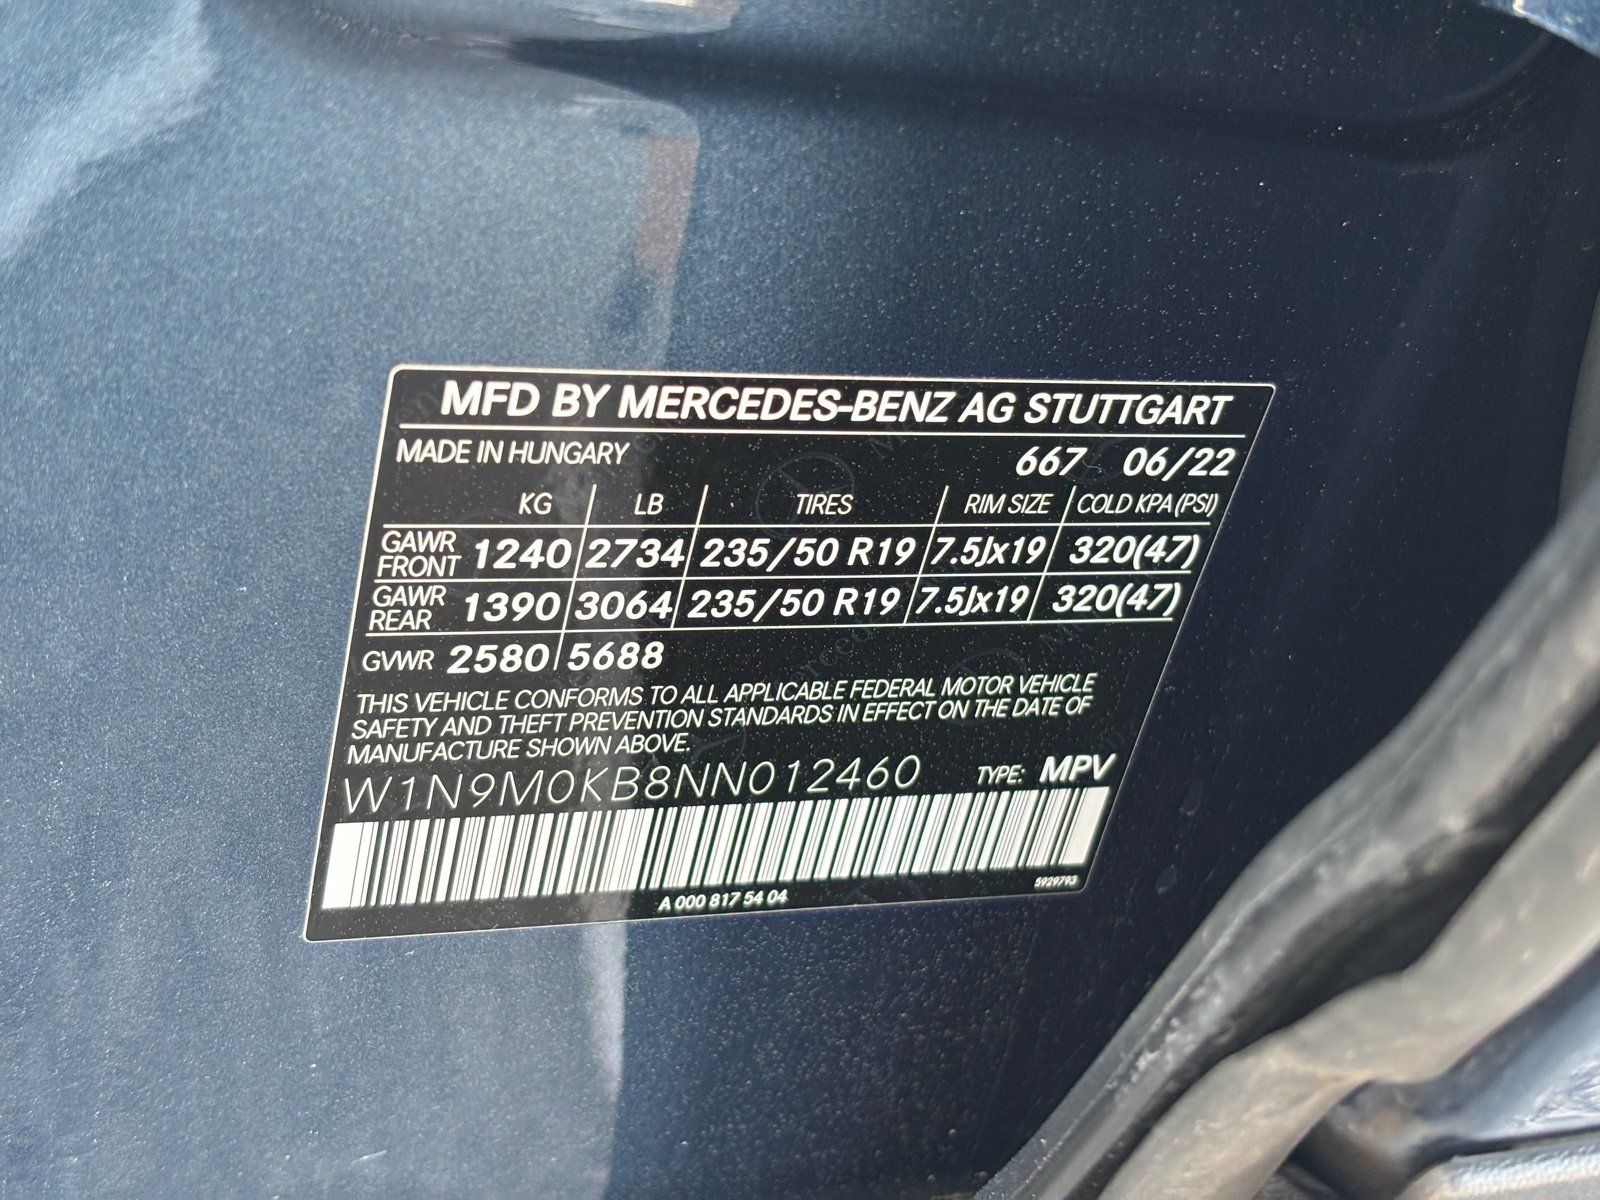 MFD BY MERCEDES-BENZ AG STUTTGART
MADE IN HUNGARY 667 06/22
KG LB TIRES RIM SIZE COLD KPA(PSI)
GAWR FRONT 1240 2734 235/50 R19 7.5Jx19 320(47)
GAWR REAR 1390 3064 235/50 R19 7.5Jx19 320(47)
GVWR 2580 5688
THIS VEHICLE CONFORMS TO ALL APPLICABLE FEDERAL MOTOR VEHICLE
SAFETY AND THEFT PREVENTION STANDARDS IN EFFECT ON THE DATE OF
MANUFACTURE SHOWN ABOVE.
W1N9M0KB8NN012460 TYPE: MPV
5929793
A 000 817 54 04